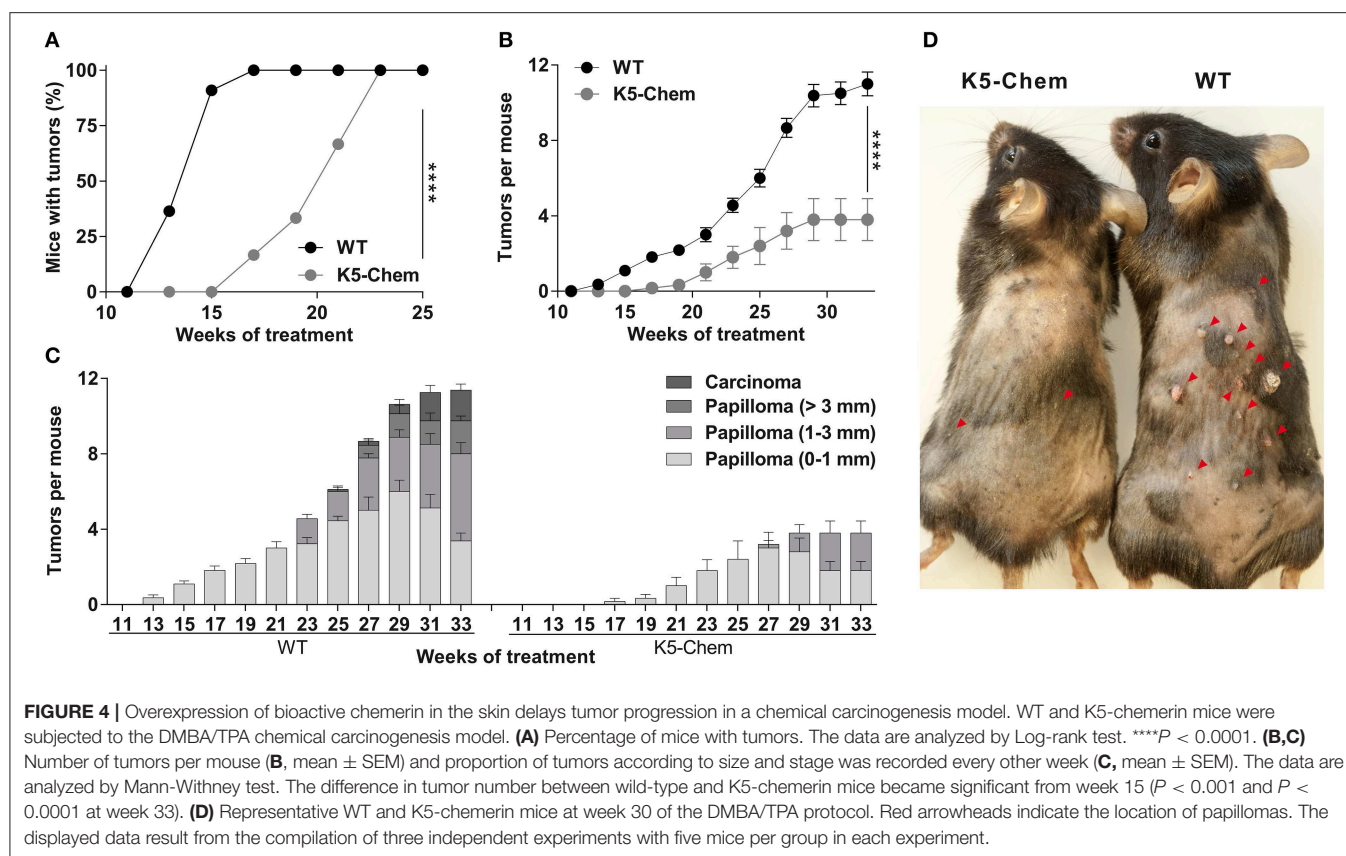 A
Mice with tumors (%)
100
75
50
25
0
10
15
20
25
Weeks of treatment
WT
K5-Chem
****
B
Tumors per mouse
12
8
4
0
10
15
20
25
30
Weeks of treatment
WT
K5-Chem
****
D
K5-Chem
WT
C
Tumors per mouse
12
8
4
0
Carcinoma
Papilloma (> 3 mm)
Papilloma (1-3 mm)
Papilloma (0-1 mm)
11 13 15 17 19 21 23 25 27 29 31 33
11 13 15 17 19 21 23 25 27 29 31 33
WT
Weeks of treatment
K5-Chem
FIGURE 4 | Overexpression of bioactive chemerin in the skin delays tumor progression in a chemical carcinogenesis model. WT and K5-chemerin mice were
subjected to the DMBA/TPA chemical carcinogenesis model. (A) Percentage of mice with tumors. The data are analyzed by Log-rank test. ****P < 0.0001. (B,C)
Number of tumors per mouse (B, mean ± SEM) and proportion of tumors according to size and stage was recorded every other week (C, mean ± SEM). The data are
analyzed by Mann-Withney test. The difference in tumor number between wild-type and K5-chemerin mice became significant from week 15 (P < 0.001 and P <
0.0001 at week 33). (D) Representative WT and K5-chemerin mice at week 30 of the DMBA/TPA protocol. Red arrowheads indicate the location of papillomas. The
displayed data result from the compilation of three independent experiments with five mice per group in each experiment.